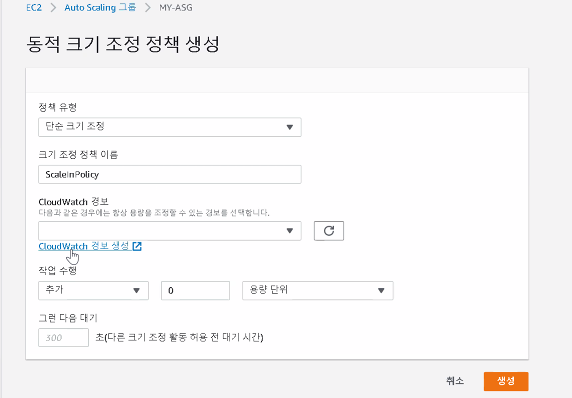 EC2 > Auto Scaling 그룹 > MY-ASG
동적 크기 조정 정책 생성
정책 유형
단순 크기 조정
크기 조정 정책 이름
ScaleInPolicy
CloudWatch 경보
다음과 같은 경우에는 항상 용량을 조정할 수 있는 경보를 선택합니다.
CloudWatch 경보 생성
작업 수행
추가 0 용량 단위
그런 다음 대기
300 초(다른 크기 조정 활동 허용 전 대기 시간)
취소 생성